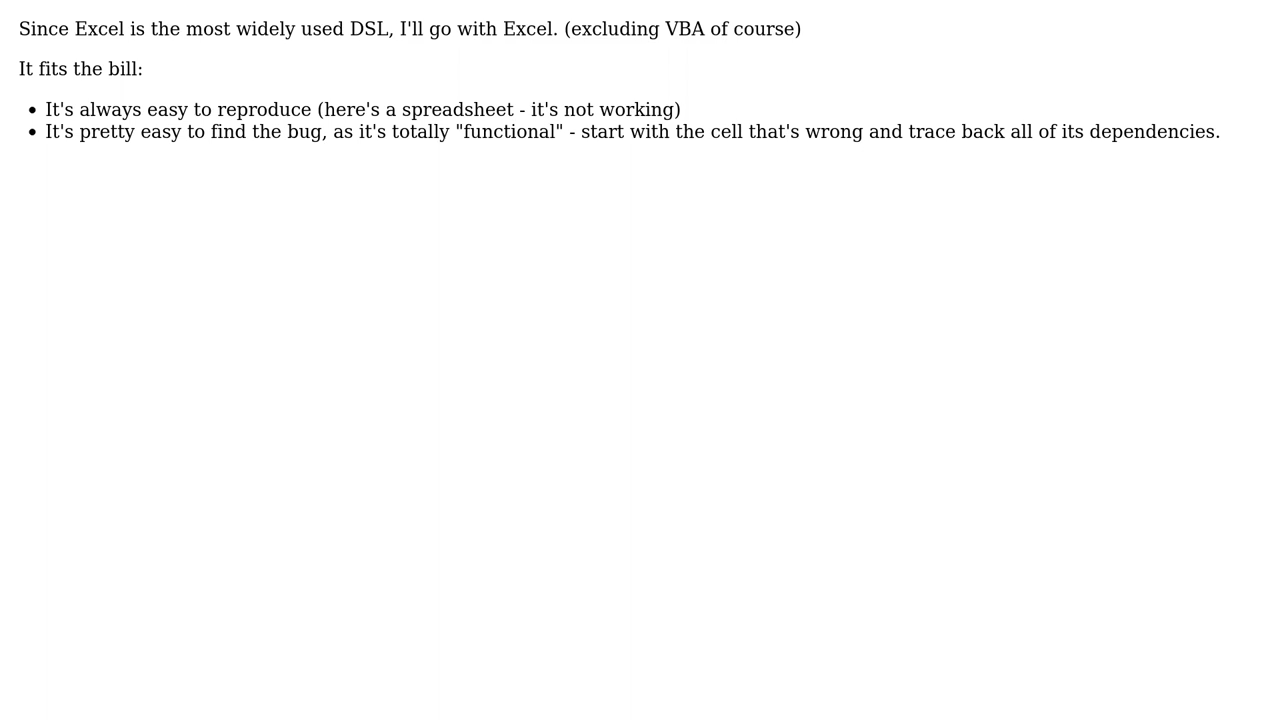 Since Excel is the most widely used DSL, I'll go with Excel. (excluding VBA of course)
It fits the bill:
• It's always easy to reproduce (here's a spreadsheet - it's not working)
• It's pretty easy to find the bug, as it's totally "functional" - start with the cell that's wrong and trace back all of its dependencies.